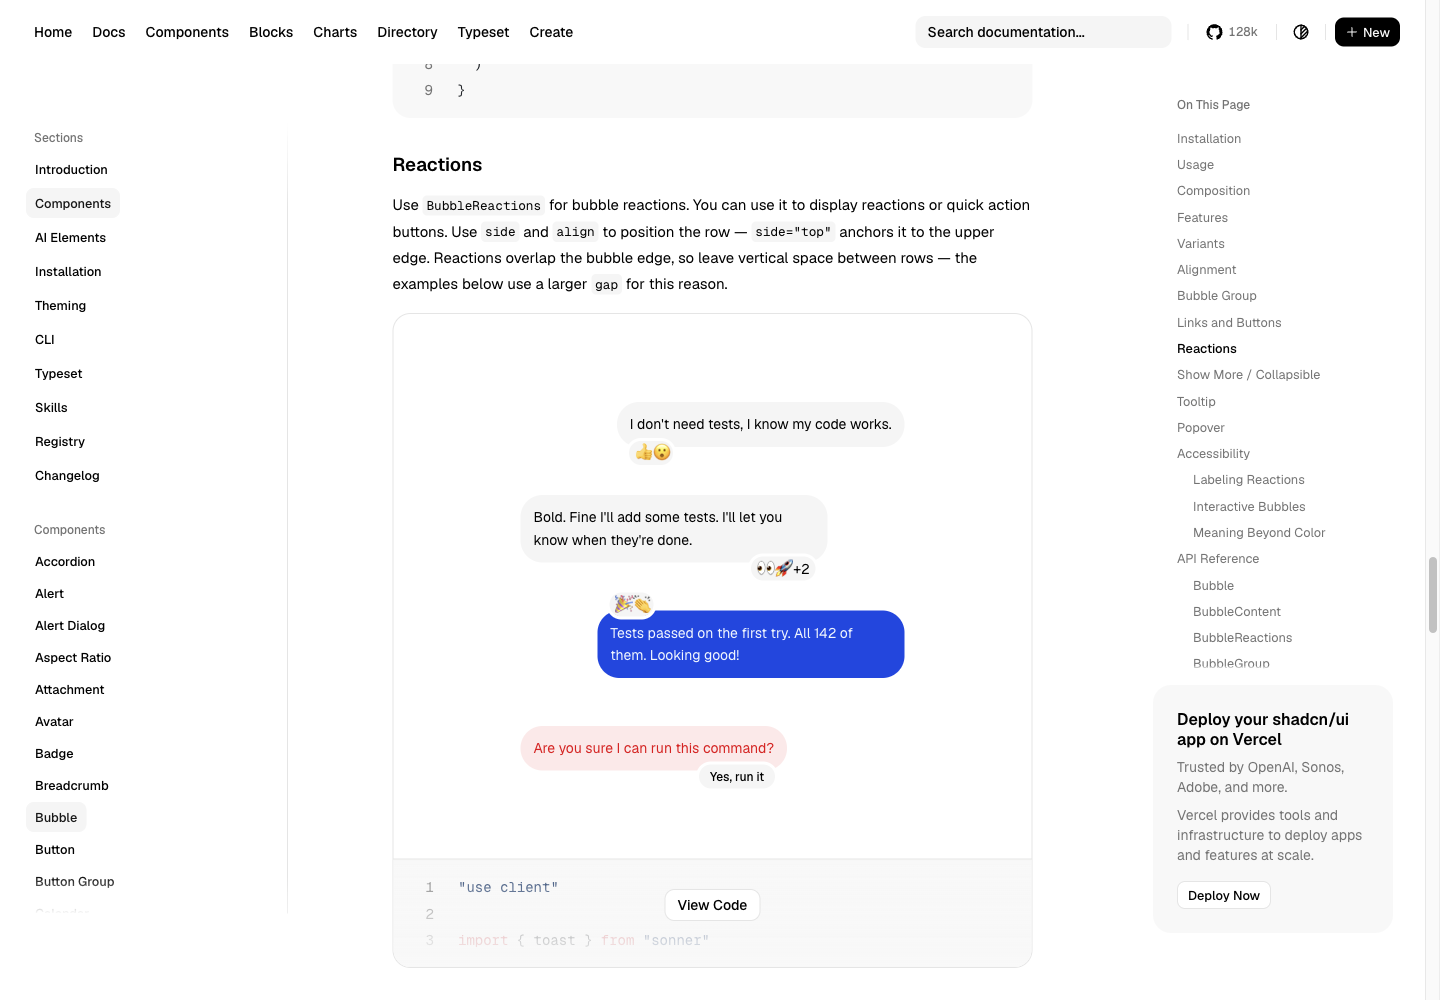 Home Docs Components Blocks Charts Directory Typeset Create
Search documentation... 128k New
Sections
Introduction
Components
AI Elements
Installation
Theming
CLI
Typeset
Skills
Registry
Changelog
Components
Accordion
Alert
Alert Dialog
Aspect Ratio
Attachment
Avatar
Badge
Breadcrumb
Bubble
Button
Button Group
Calendar
8 )
9 }
Reactions
Use BubbleReactions for bubble reactions. You can use it to display reactions or quick action
buttons. Use side and align to position the row — side="top" anchors it to the upper
edge. Reactions overlap the bubble edge, so leave vertical space between rows — the
examples below use a larger gap for this reason.
I don't need tests, I know my code works.
👍😮
Bold. Fine I'll add some tests. I'll let you
know when they're done.
👀🚀+2
🎉👏
Tests passed on the first try. All 142 of
them. Looking good!
Are you sure I can run this command?
Yes, run it
1 "use client"
2
View Code
3 import { toast } from "sonner"
On This Page
Installation
Usage
Composition
Features
Variants
Alignment
Bubble Group
Links and Buttons
Reactions
Show More / Collapsible
Tooltip
Popover
Accessibility
Labeling Reactions
Interactive Bubbles
Meaning Beyond Color
API Reference
Bubble
BubbleContent
BubbleReactions
BubbleGroup
Deploy your shadcn/ui
app on Vercel
Trusted by OpenAI, Sonos,
Adobe, and more.
Vercel provides tools and
infrastructure to deploy apps
and features at scale.
Deploy Now